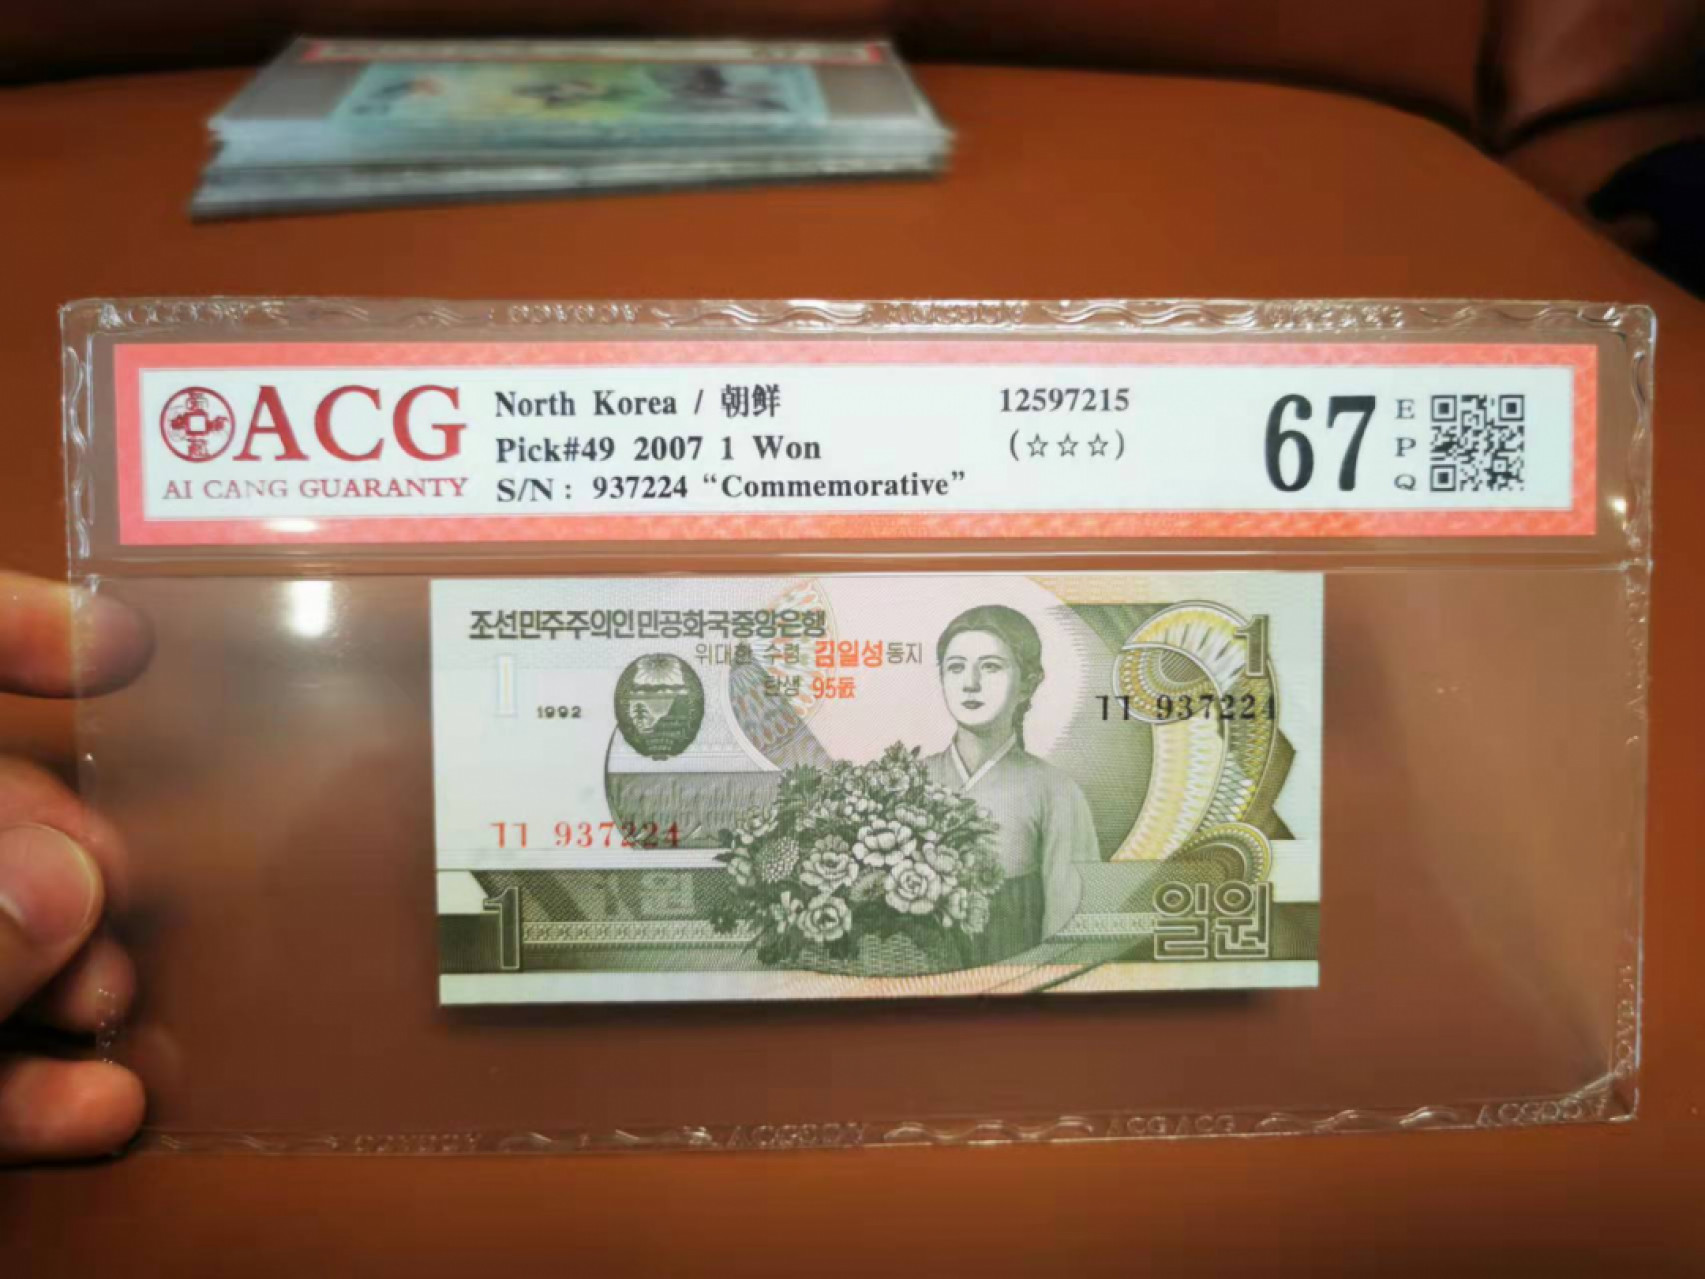 ACG
AI CANG GUARANTY
North Korea / 朝鲜
Pick#49 2007 1 Won
S/N: 937224 “Commemorative”
12597215
(☆☆☆)
67
EPQ
조선민주주의인민공화국중앙은행
위대한 수령 김일성동지
탄생 95돐
1
1992
1
ㄱㄱ 937224
ㄱㄱ 937224
1
일원